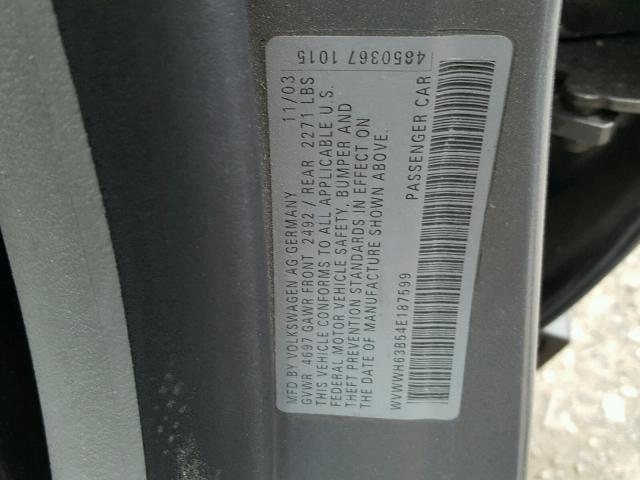 4850367 1015
MFD BY VOLKSWAGEN AG GERMANY 11/03
GVWR 4697 GAWR FRONT 2492 / REAR 2271 LBS
THIS VEHICLE CONFORMS TO ALL APPLICABLE U.S.
FEDERAL MOTOR VEHICLE SAFETY, BUMPER AND
THEFT PREVENTION STANDARDS IN EFFECT ON
THE DATE OF MANUFACTURE SHOWN ABOVE.
WVWWH63B54E187599 PASSENGER CAR